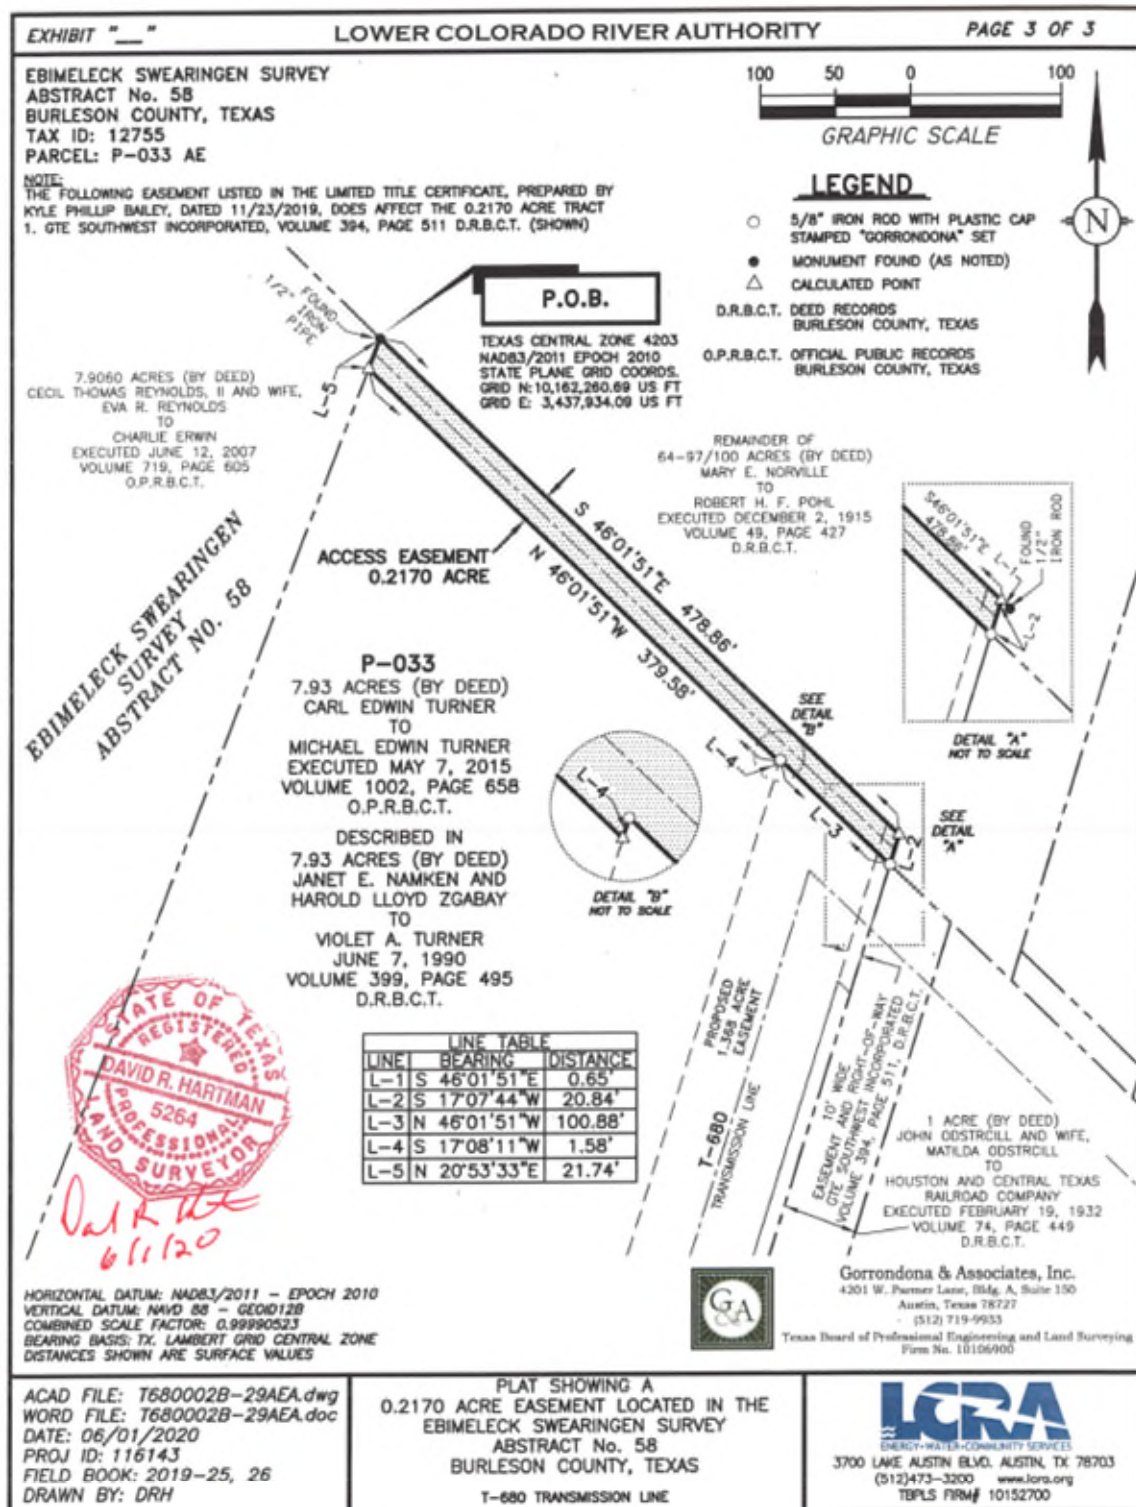 EXHIBIT "__"
LOWER COLORADO RIVER AUTHORITY
PAGE 3 OF 3
EBIMELECK SWEARINGEN SURVEY
ABSTRACT No. 58
BURLESON COUNTY, TEXAS
TAX ID: 12755
PARCEL: P-033 AE
NOTE:
THE FOLLOWING EASEMENT LISTED IN THE LIMITED TITLE CERTIFICATE, PREPARED BY
KYLE PHILLIP BAILEY, DATED 11/23/2019, DOES AFFECT THE 0.2170 ACRE TRACT
1. GTE SOUTHWEST INCORPORATED, VOLUME 394, PAGE 511 D.R.B.C.T. (SHOWN)
100 50 0 100
GRAPHIC SCALE
N
LEGEND
5/8" IRON ROD WITH PLASTIC CAP
STAMPED "GORRONDONA" SET
MONUMENT FOUND (AS NOTED)
CALCULATED POINT
D.R.B.C.T. DEED RECORDS
BURLESON COUNTY, TEXAS
O.P.R.B.C.T. OFFICIAL PUBLIC RECORDS
BURLESON COUNTY, TEXAS
FOUND
1/2" IRON
PIPE
P.O.B.
TEXAS CENTRAL ZONE 4203
NAD83/2011 EPOCH 2010
STATE PLANE GRID COORDS.
GRID N:10,162,260.69 US FT
GRID E: 3,437,934.09 US FT
L-5
7.9060 ACRES (BY DEED)
CECIL THOMAS REYNOLDS, II AND WIFE,
EVA R. REYNOLDS
TO
CHARLIE ERWIN
EXECUTED JUNE 12, 2007
VOLUME 719, PAGE 605
O.P.R.B.C.T.
REMAINDER OF
64-97/100 ACRES (BY DEED)
MARY E. NORVILLE
TO
ROBERT H. F. POHL
EXECUTED DECEMBER 2, 1915
VOLUME 49, PAGE 427
D.R.B.C.T.
S46°01'51"E
478.86'
L-1
FOUND
1/2"
IRON ROD
L-2
DETAIL "A"
NOT TO SCALE
EBIMELECK SWEARINGEN
SURVEY
ABSTRACT NO. 58
ACCESS EASEMENT
0.2170 ACRE
S 46°01'51"E 478.86'
N 46°01'51"W 379.58'
P-033
7.93 ACRES (BY DEED)
CARL EDWIN TURNER
TO
MICHAEL EDWIN TURNER
EXECUTED MAY 7, 2015
VOLUME 1002, PAGE 658
O.P.R.B.C.T.
DESCRIBED IN
7.93 ACRES (BY DEED)
JANET E. NAMKEN AND
HAROLD LLOYD ZGABAY
TO
VIOLET A. TURNER
JUNE 7, 1990
VOLUME 399, PAGE 495
D.R.B.C.T.
L-4
DETAIL "B"
NOT TO SCALE
SEE
DETAIL
"B"
L-4
L-3
L-2
SEE
DETAIL
"A"
LINE TABLE
LINE BEARING DISTANCE
L-1 S 46°01'51"E 0.65'
L-2 S 17°07'44"W 20.84'
L-3 N 46°01'51"W 100.88'
L-4 S 17°08'11"W 1.58'
L-5 N 20°53'33"E 21.74'
PROPOSED
1.368 ACRE
EASEMENT
T-680
TRANSMISSION LINE
10' WIDE
EASEMENT AND RIGHT-OF-WAY
GTE SOUTHWEST INCORPORATED
VOLUME 394, PAGE 511, D.R.B.C.T.
1 ACRE (BY DEED)
JOHN ODSTRCILL AND WIFE,
MATILDA ODSTRCILL
TO
HOUSTON AND CENTRAL TEXAS
RAILROAD COMPANY
EXECUTED FEBRUARY 19, 1932
VOLUME 74, PAGE 449
D.R.B.C.T.
STATE OF TEXAS
REGISTERED
DAVID R. HARTMAN
5264
PROFESSIONAL
LAND SURVEYOR
6/1/20
HORIZONTAL DATUM: NAD83/2011 - EPOCH 2010
VERTICAL DATUM: NAVD 88 - GEOID12B
COMBINED SCALE FACTOR: 0.99990523
BEARING BASIS: TX. LAMBERT GRID CENTRAL ZONE
DISTANCES SHOWN ARE SURFACE VALUES
G&A
Gorrondona & Associates, Inc.
4201 W. Parmer Lane, Bldg. A, Suite 150
Austin, Texas 78727
(512) 719-9933
Texas Board of Professional Engineering and Land Surveying
Firm No. 10106900
ACAD FILE: T680002B-29AEA.dwg
WORD FILE: T680002B-29AEA.doc
DATE: 06/01/2020
PROJ ID: 116143
FIELD BOOK: 2019-25, 26
DRAWN BY: DRH
PLAT SHOWING A
0.2170 ACRE EASEMENT LOCATED IN THE
EBIMELECK SWEARINGEN SURVEY
ABSTRACT No. 58
BURLESON COUNTY, TEXAS
T-680 TRANSMISSION LINE
LCRA
ENERGY•WATER•COMMUNITY SERVICES
3700 LAKE AUSTIN BLVD. AUSTIN, TX 78703
(512)473-3200 www.lcra.org
TBPLS FIRM# 10152700